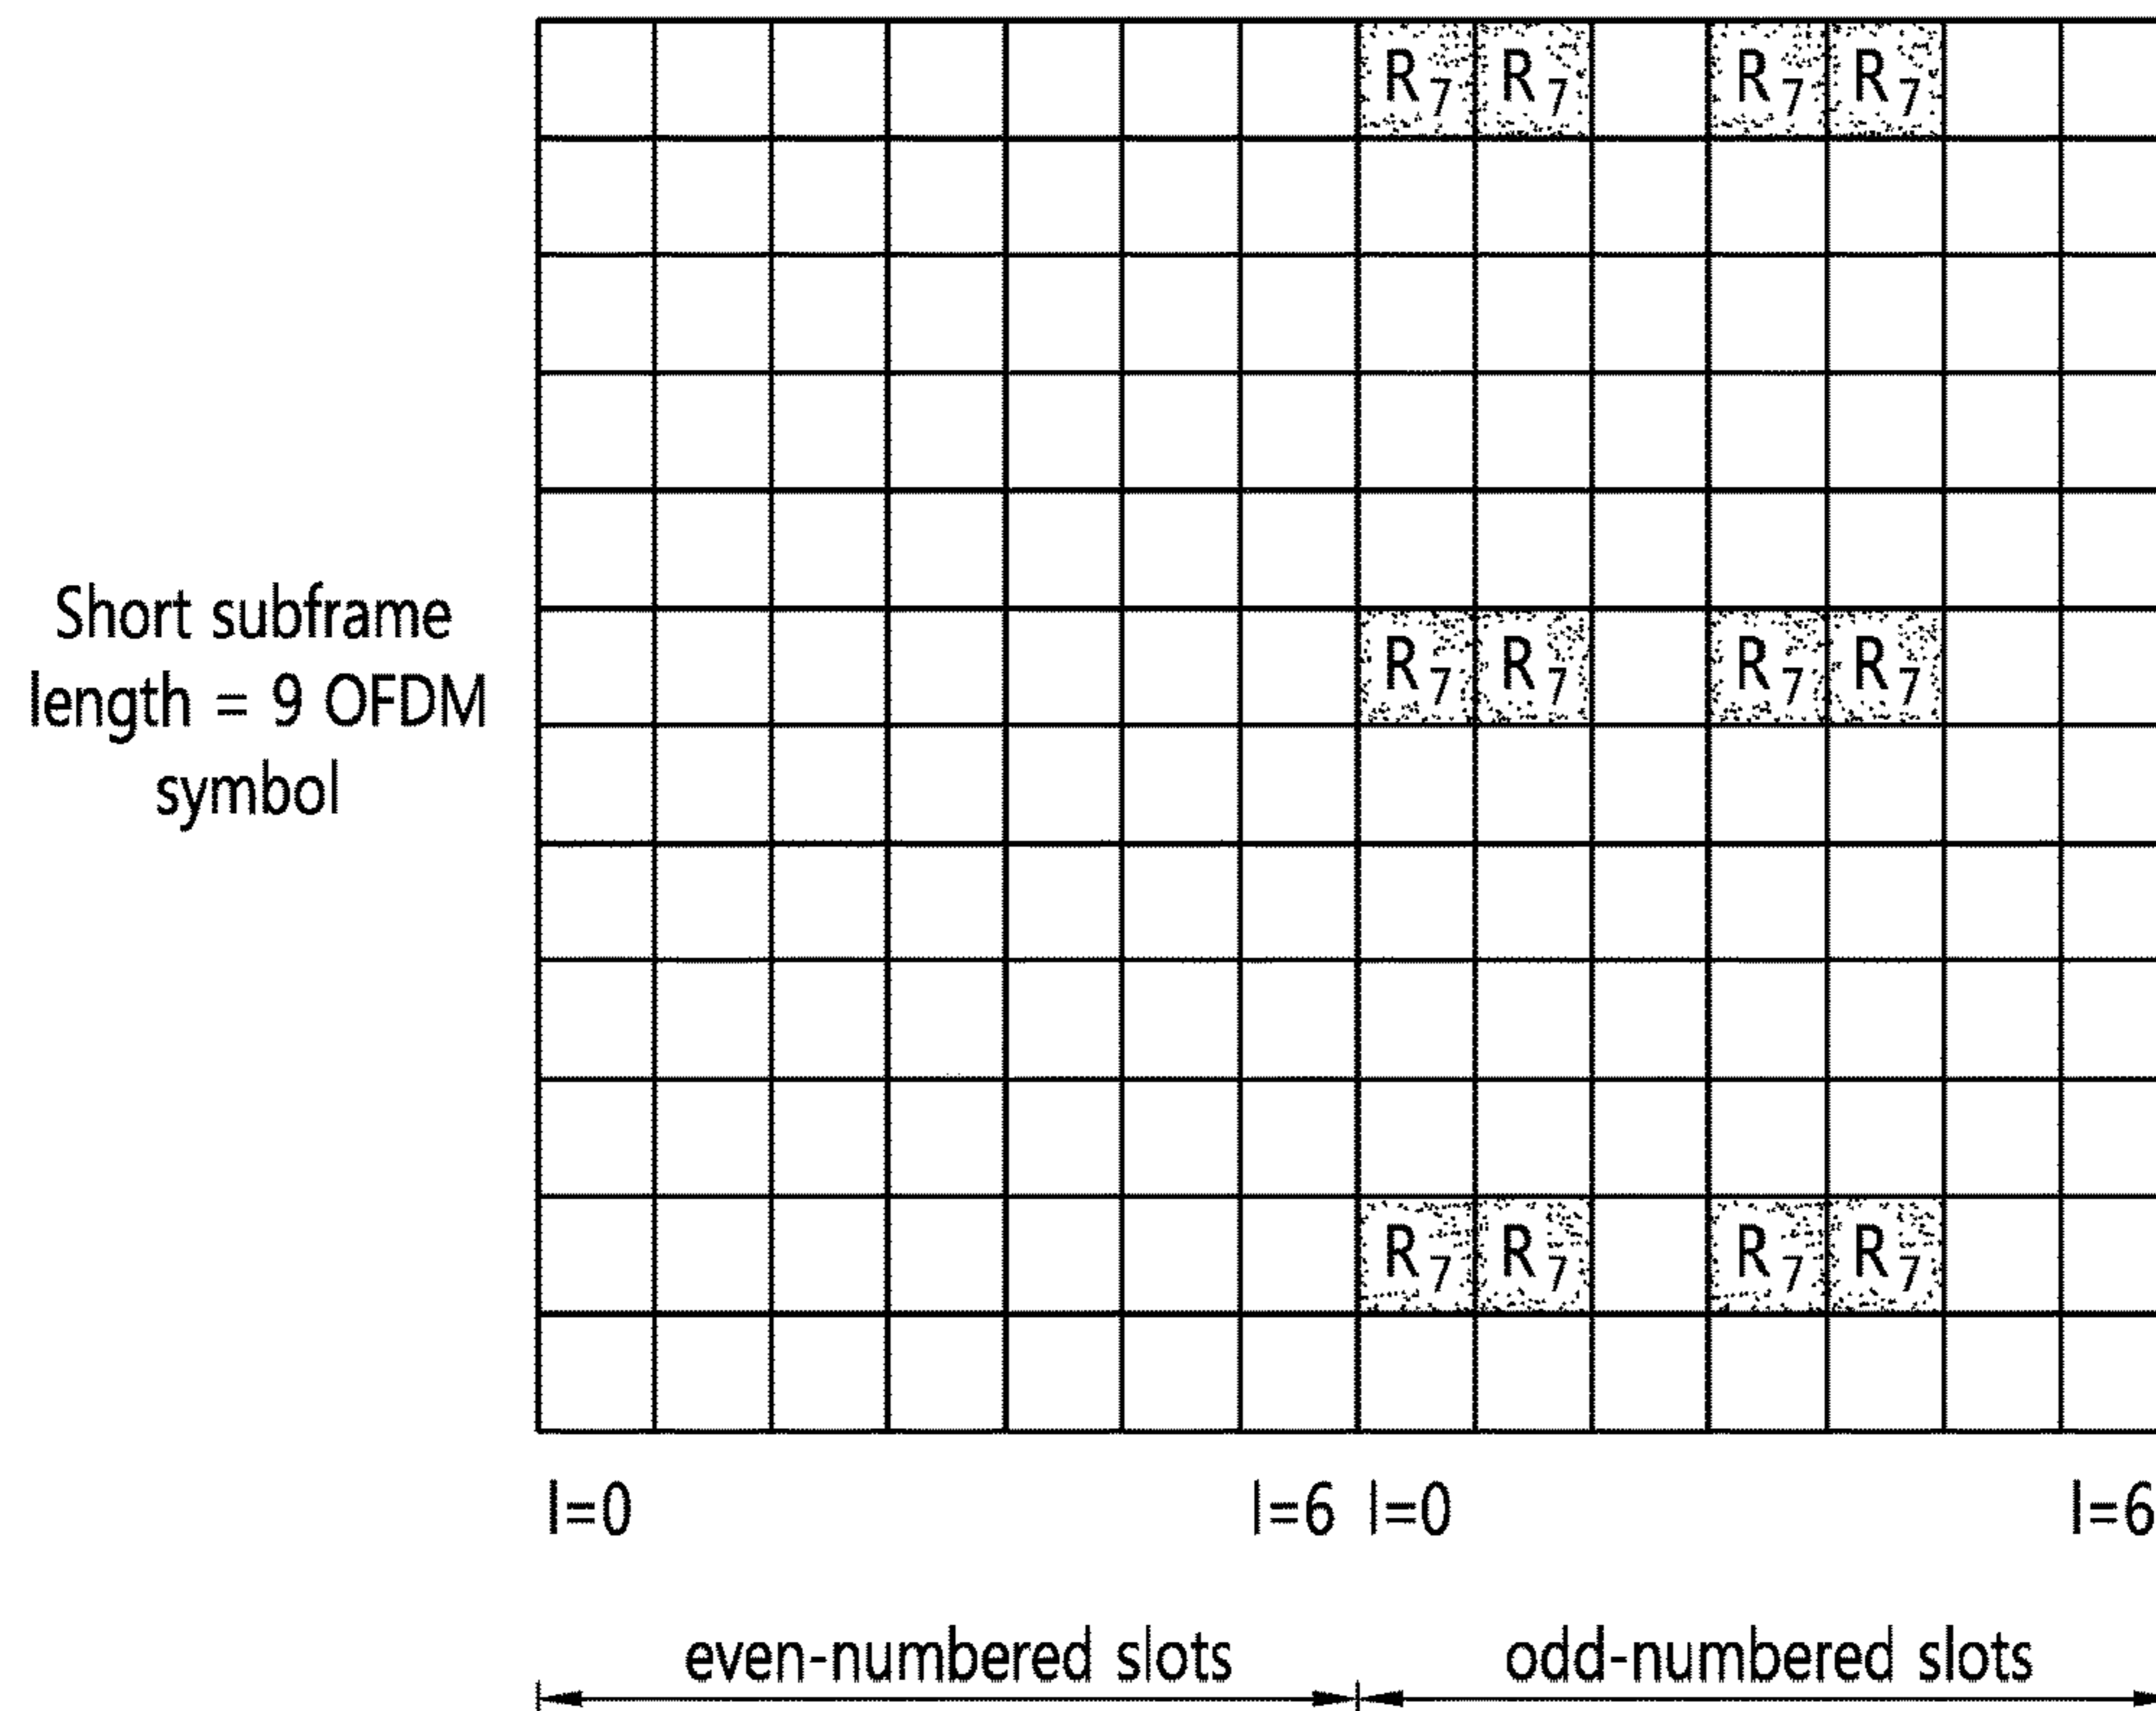 R7 R7 R7 R7
Short subframe
length = 9 OFDM
symbol
R7 R7 R7 R7
R7 R7 R7 R7
l=0 l=6 l=0 l=6
even-numbered slots odd-numbered slots